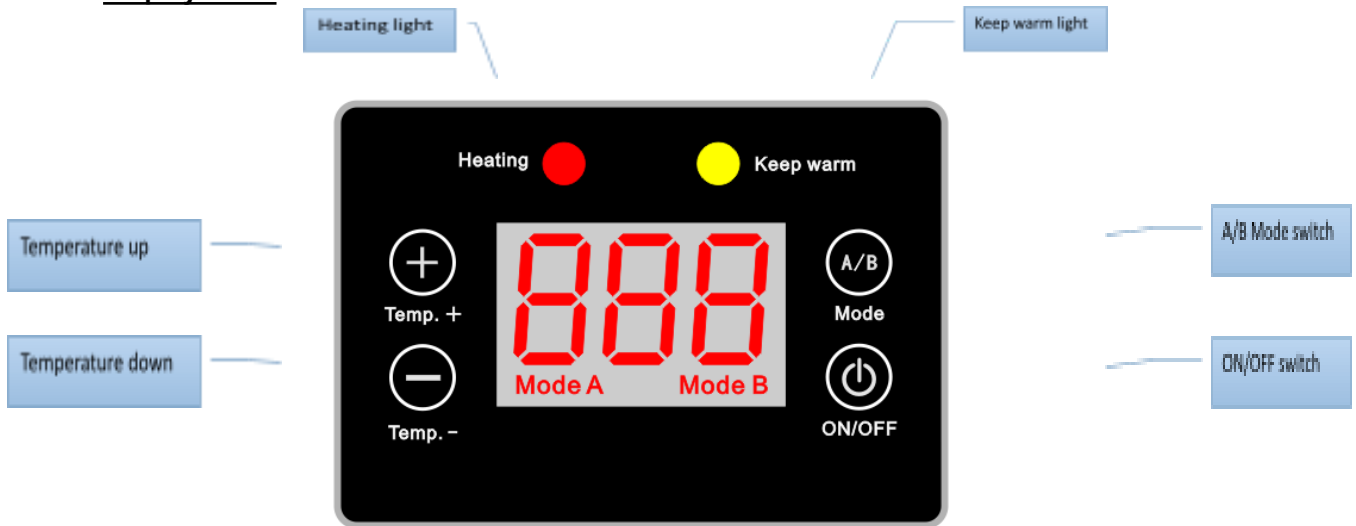 Heating light
Keep warm light
Heating
Keep warm
Temperature up
A/B Mode switch
888
A/B
Temp. +
Mode
Temperature down
ON/OFF switch
Mode A
Mode B
Temp. -
ON/OFF